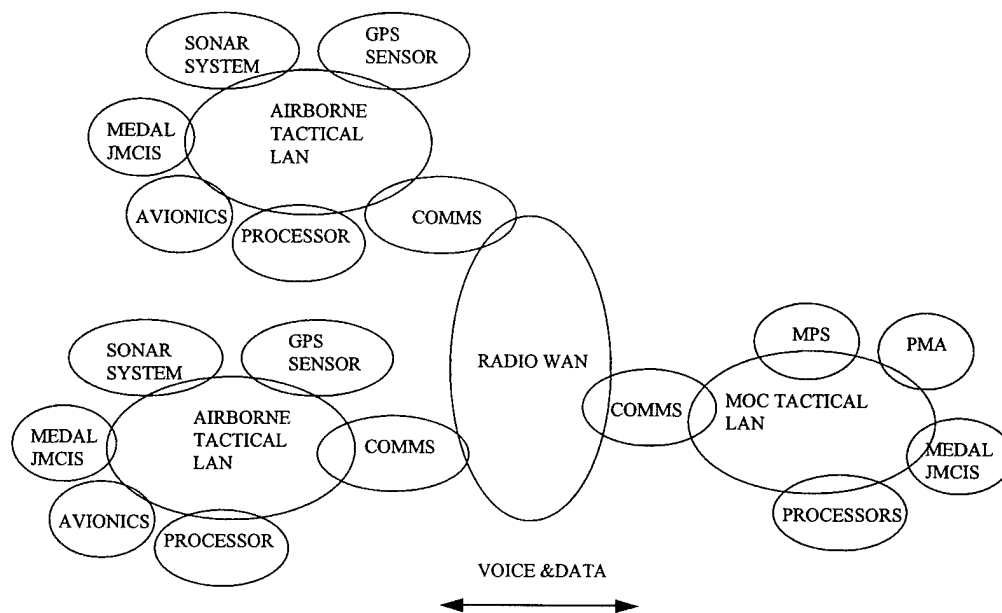 SONAR
SYSTEM
GPS
SENSOR
MEDAL
JMCIS
AIRBORNE
TACTICAL
LAN
AVIONICS
PROCESSOR
COMMS
SONAR
SYSTEM
GPS
SENSOR
MEDAL
JMCIS
AIRBORNE
TACTICAL
LAN
COMMS
AVIONICS
PROCESSOR
RADIO WAN
COMMS
MPS
PMA
MOC TACTICAL
LAN
MEDAL
JMCIS
PROCESSORS
VOICE &DATA